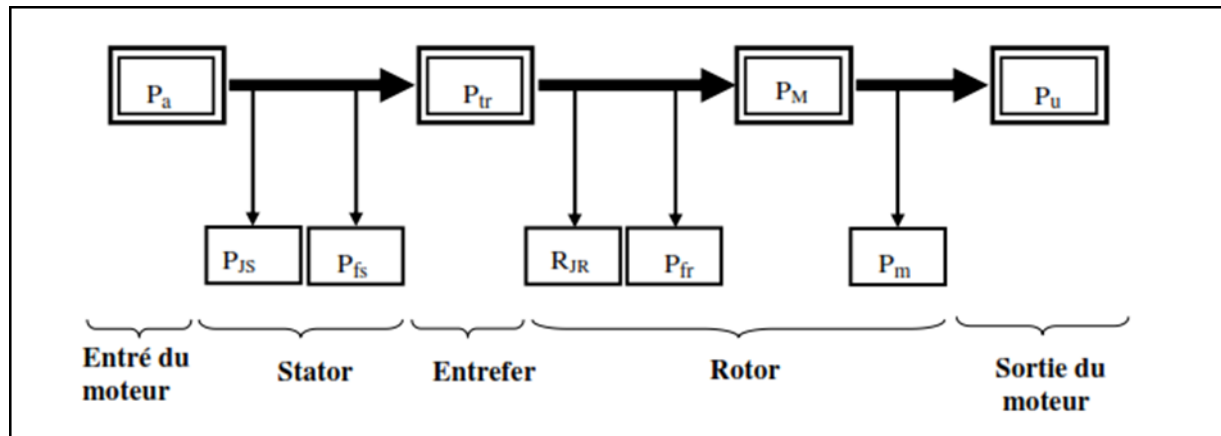 Pa
Ptr
PM
Pu
PJS
Pfs
RJR
Pfr
Pm
Entré du
moteur
Stator
Entrefer
Rotor
Sortie du
moteur